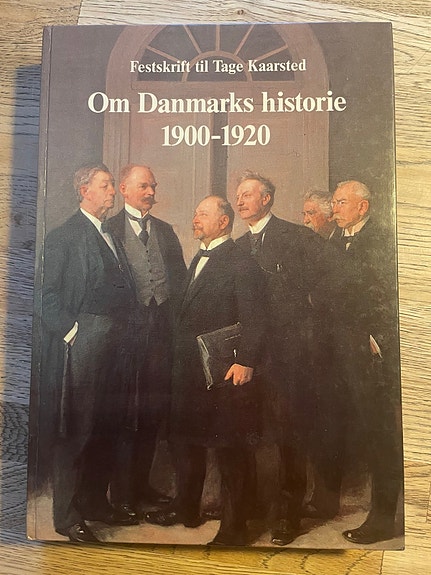 Festskrift til Tage Kaarsted
Om Danmarks historie
1900-1920